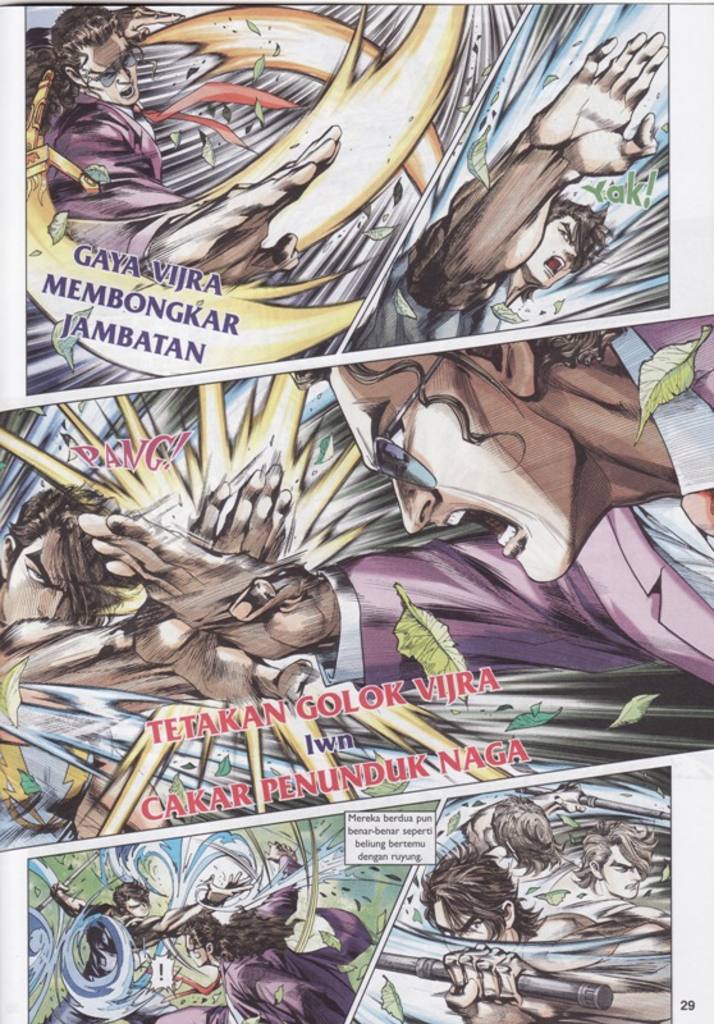 GAYA VIJRA
MEMBONGKAR
JAMBATAN
Yak!
PANG!
TETAKAN GOLOK VIJRA
lwn
CAKAR PENUNDUK NAGA
Mereka berdua pun
benar-benar seperti
beliung bertemu
dengan ruyung.
!
29